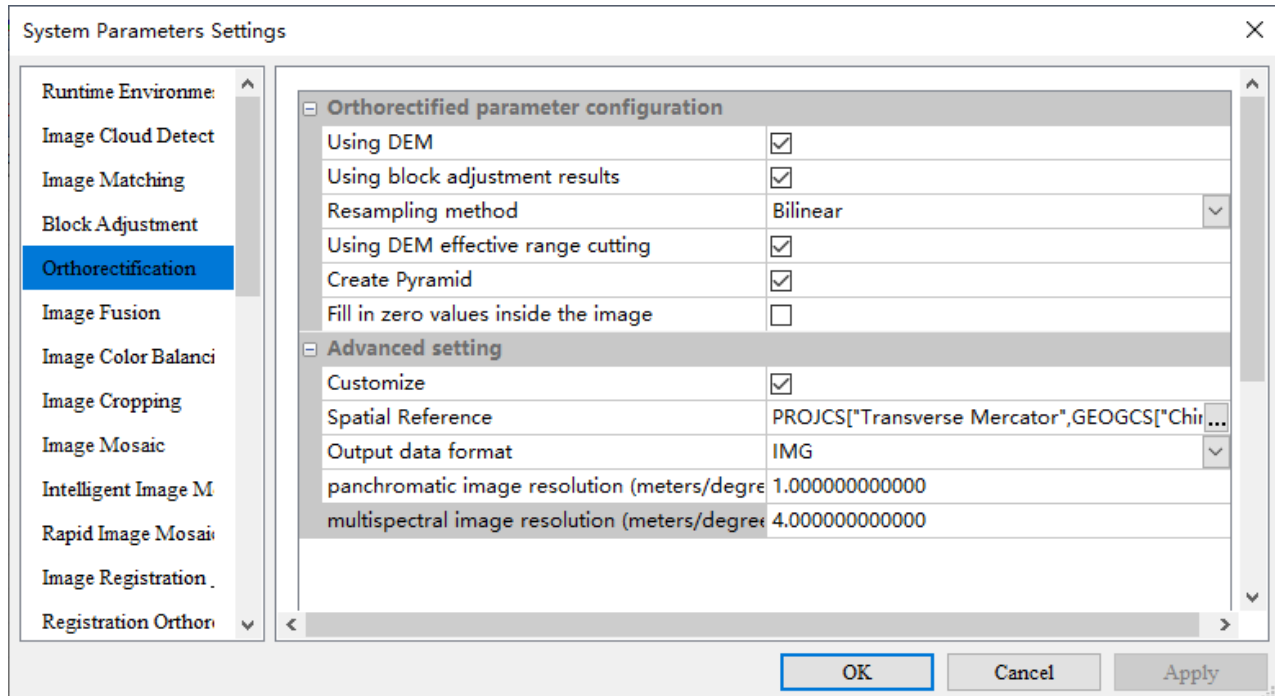 System Parameters Settings
Runtime Environme
Image Cloud Detect
Image Matching
Block Adjustment
Orthorectification
Image Fusion
Image Color Balanci
Image Cropping
Image Mosaic
Intelligent Image M
Rapid Image Mosai
Image Registration _
Registration Orthor
Orthorectified parameter configuration
Using DEM
Using block adjustment results
Resampling method Bilinear
Using DEM effective range cutting
Create Pyramid
Fill in zero values inside the image
Advanced setting
Customize
Spatial Reference PROJCS["Transverse Mercator",GEOGCS["Chin ...
Output data format IMG
panchromatic image resolution (meters/degre 1.000000000000
multispectral image resolution (meters/degree 4.000000000000
OK Cancel Apply